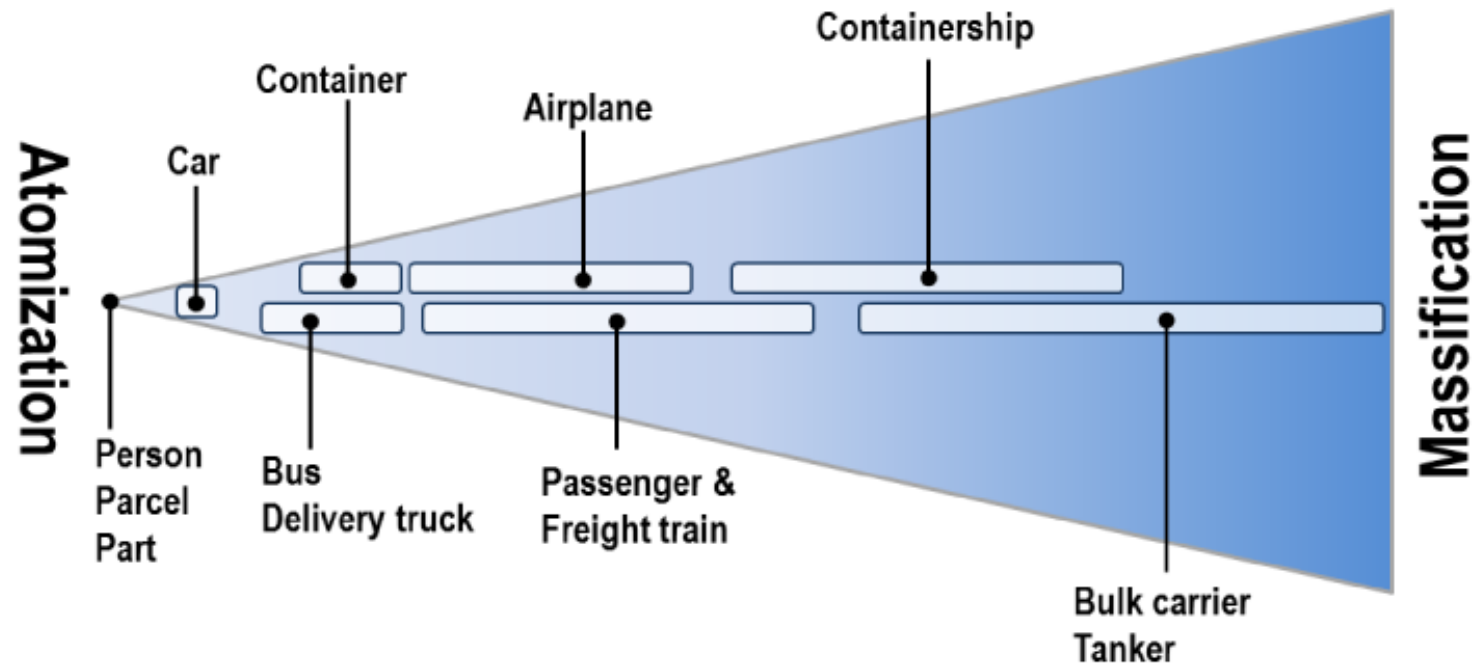 Containership
Container
Airplane
Car
Atomization
Massification
Person
Parcel
Part
Bus
Delivery truck
Passenger &
Freight train
Bulk carrier
Tanker